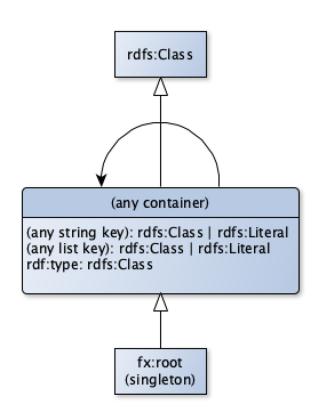 rdfs:Class
(any container)
(any string key): rdfs:Class | rdfs:Literal
(any list key): rdfs:Class | rdfs:Literal
rdf:type: rdfs:Class
fx:root
(singleton)